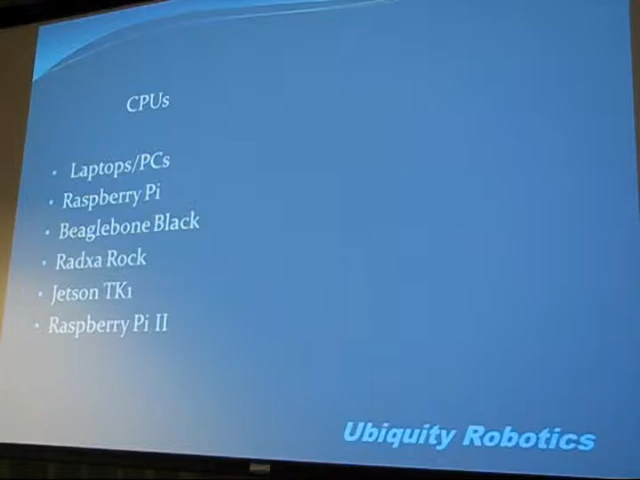 CPUs
• Laptops/PCs
• Raspberry Pi
• Beaglebone Black
• Radxa Rock
• Jetson TK1
• Raspberry Pi II
Ubiquity Robotics